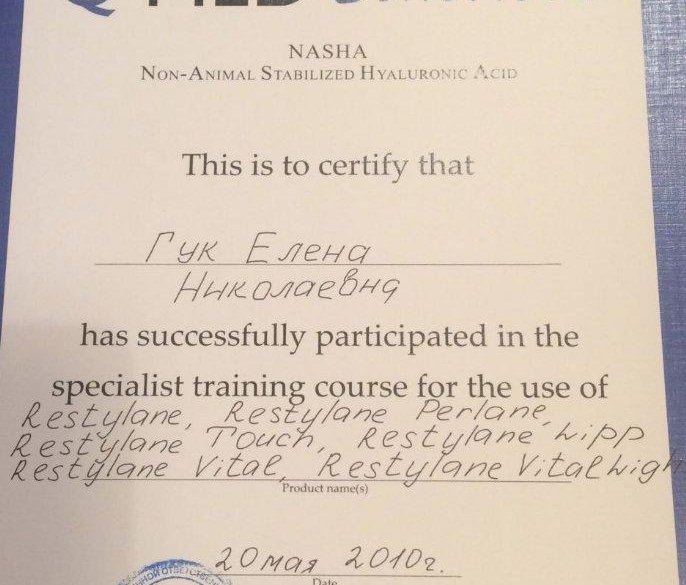 NASHA
NON-ANIMAL STABILIZED HYALURONIC ACID
This is to certify that
Гук Елена
Николаевна
has successfully participated in the
specialist training course for the use of
Restylane, Restylane Perlane,
Restylane Touch, Restylane Lipp
Restylane Vital, Restylane Vital Ligh
Product name(s)
20 мая 2010г.
Date